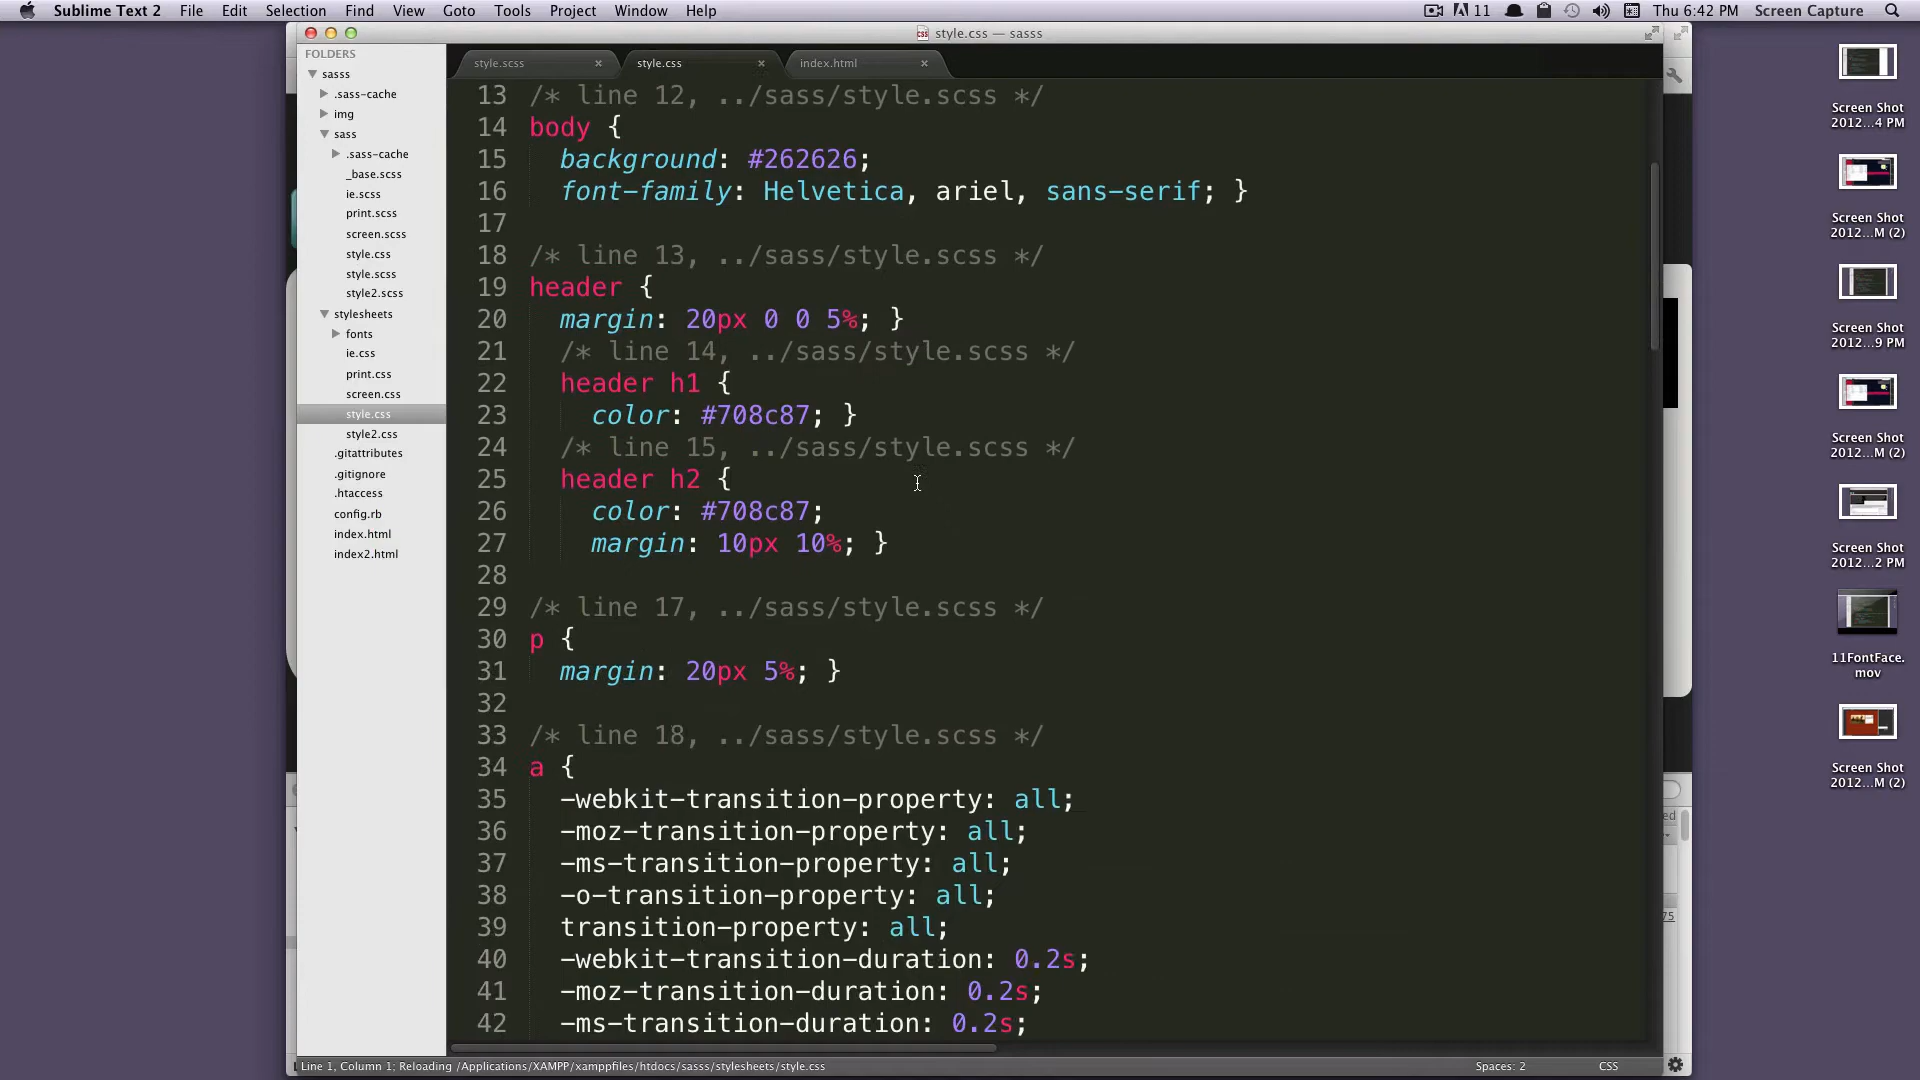 Sublime Text 2 File Edit Selection Find View Goto Tools Project Window Help 11 Thu 6:42 PM Screen Capture
style.css — sasss
FOLDERS
sasss
.sass-cache
img
sass
.sass-cache
_base.scss
ie.scss
print.scss
screen.scss
style.css
style.scss
style2.scss
stylesheets
fonts
ie.css
print.css
screen.css
style.css
style2.css
.gitattributes
.gitignore
.htaccess
config.rb
index.html
index2.html
style.scss × style.css × index.html ×
13 /* line 12, ../sass/style.scss */
14 body {
15 background: #262626;
16 font-family: Helvetica, ariel, sans-serif; }
17
18 /* line 13, ../sass/style.scss */
19 header {
20 margin: 20px 0 0 5%; }
21 /* line 14, ../sass/style.scss */
22 header h1 {
23 color: #708c87; }
24 /* line 15, ../sass/style.scss */
25 header h2 {
26 color: #708c87;
27 margin: 10px 10%; }
28
29 /* line 17, ../sass/style.scss */
30 p {
31 margin: 20px 5%; }
32
33 /* line 18, ../sass/style.scss */
34 a {
35 -webkit-transition-property: all;
36 -moz-transition-property: all;
37 -ms-transition-property: all;
38 -o-transition-property: all;
39 transition-property: all;
40 -webkit-transition-duration: 0.2s;
41 -moz-transition-duration: 0.2s;
42 -ms-transition-duration: 0.2s;
Line 1, Column 1; Reloading /Applications/XAMPP/xamppfiles/htdocs/sasss/stylesheets/style.css Spaces: 2 CSS
Screen Shot
2012...4 PM
Screen Shot
2012...M (2)
Screen Shot
2012...9 PM
Screen Shot
2012...M (2)
Screen Shot
2012...2 PM
11FontFace.
mov
Screen Shot
2012...M (2)
ed
75